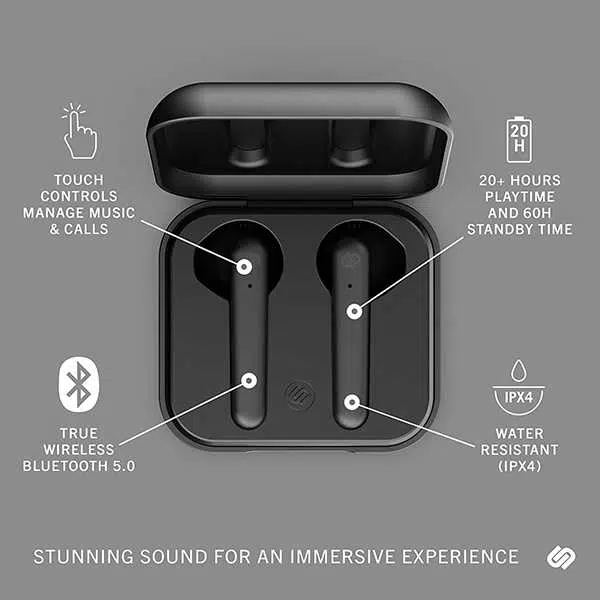 TOUCH
CONTROLS
MANAGE MUSIC
& CALLS
20
H
20+ HOURS
PLAYTIME
AND 60H
STANDBY TIME
TRUE
WIRELESS
BLUETOOTH 5.0
IPX4
WATER
RESISTANT
(IPX4)
STUNNING SOUND FOR AN IMMERSIVE EXPERIENCE